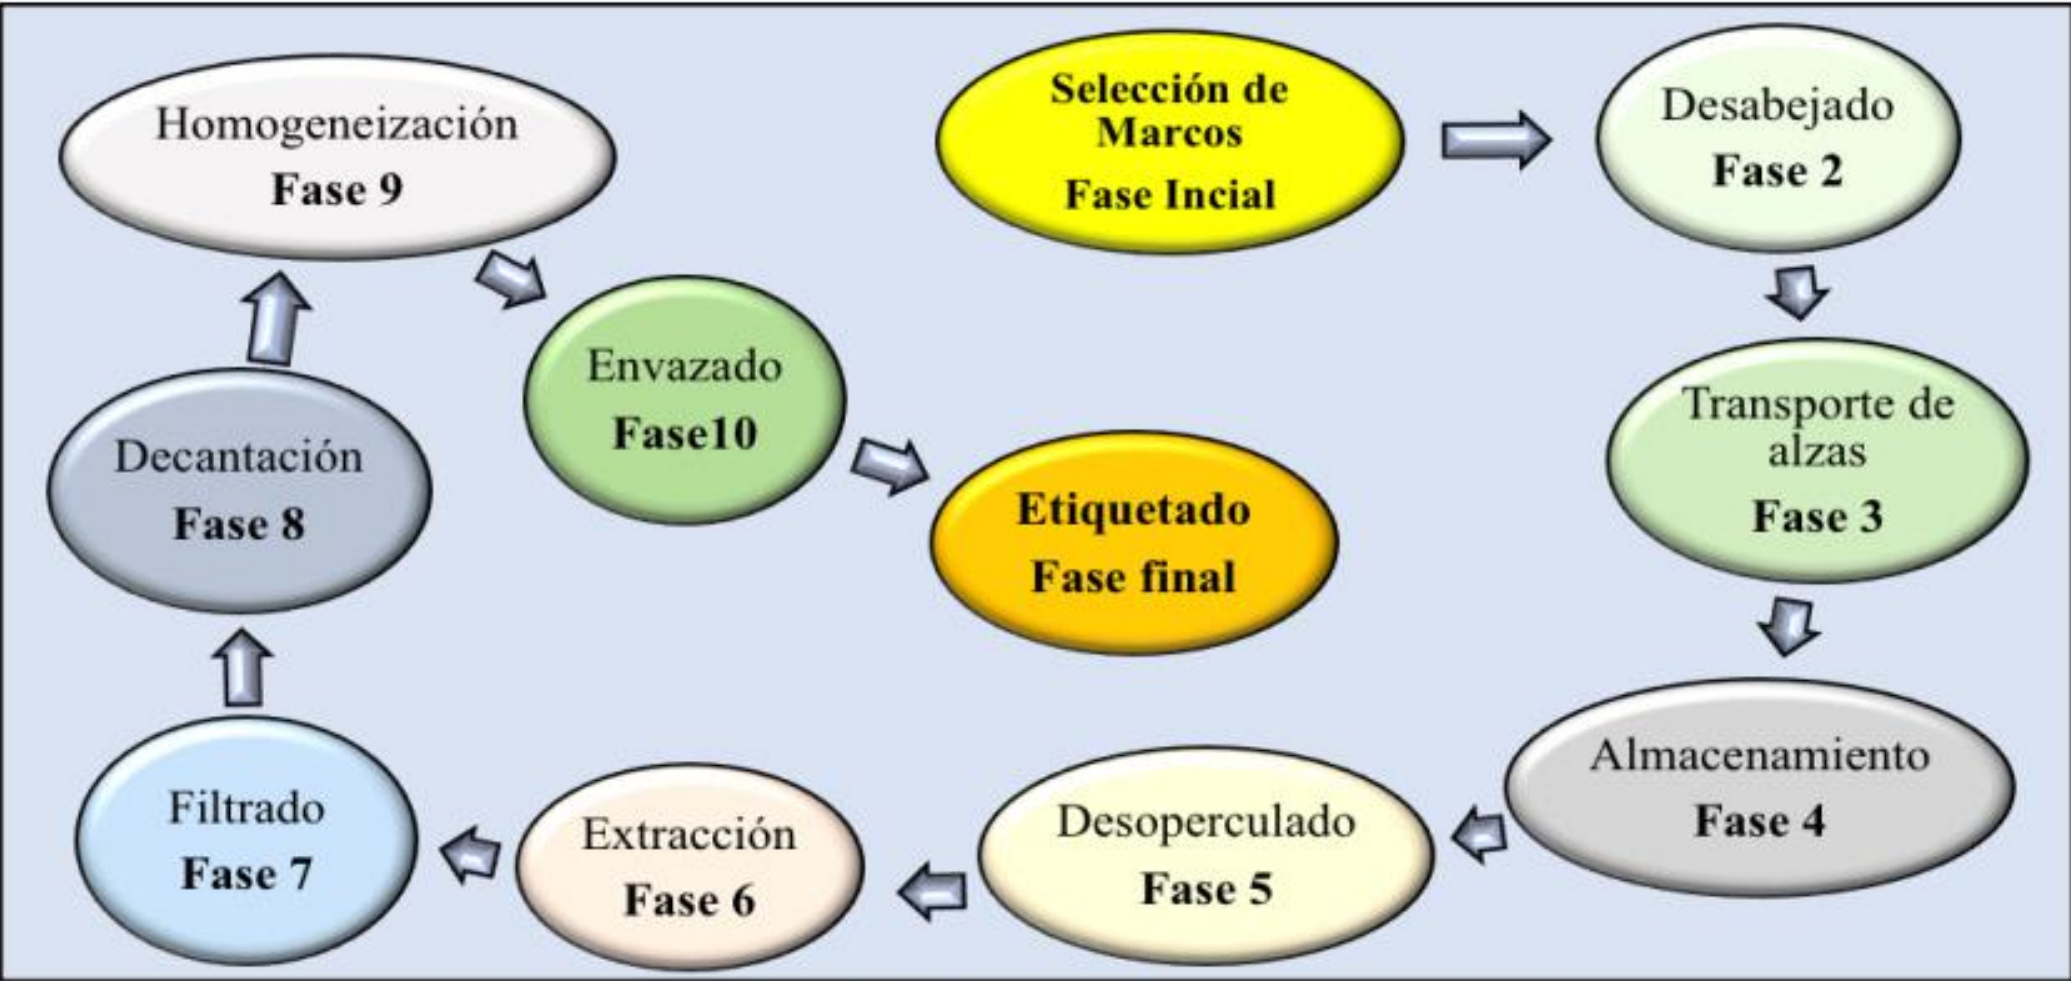 Selección de
Marcos
Fase Incial
Desabejado
Fase 2
Transporte de
alzas
Fase 3
Almacenamiento
Fase 4
Desoperculado
Fase 5
Extracción
Fase 6
Filtrado
Fase 7
Decantación
Fase 8
Homogeneización
Fase 9
Envazado
Fase10
Etiquetado
Fase final